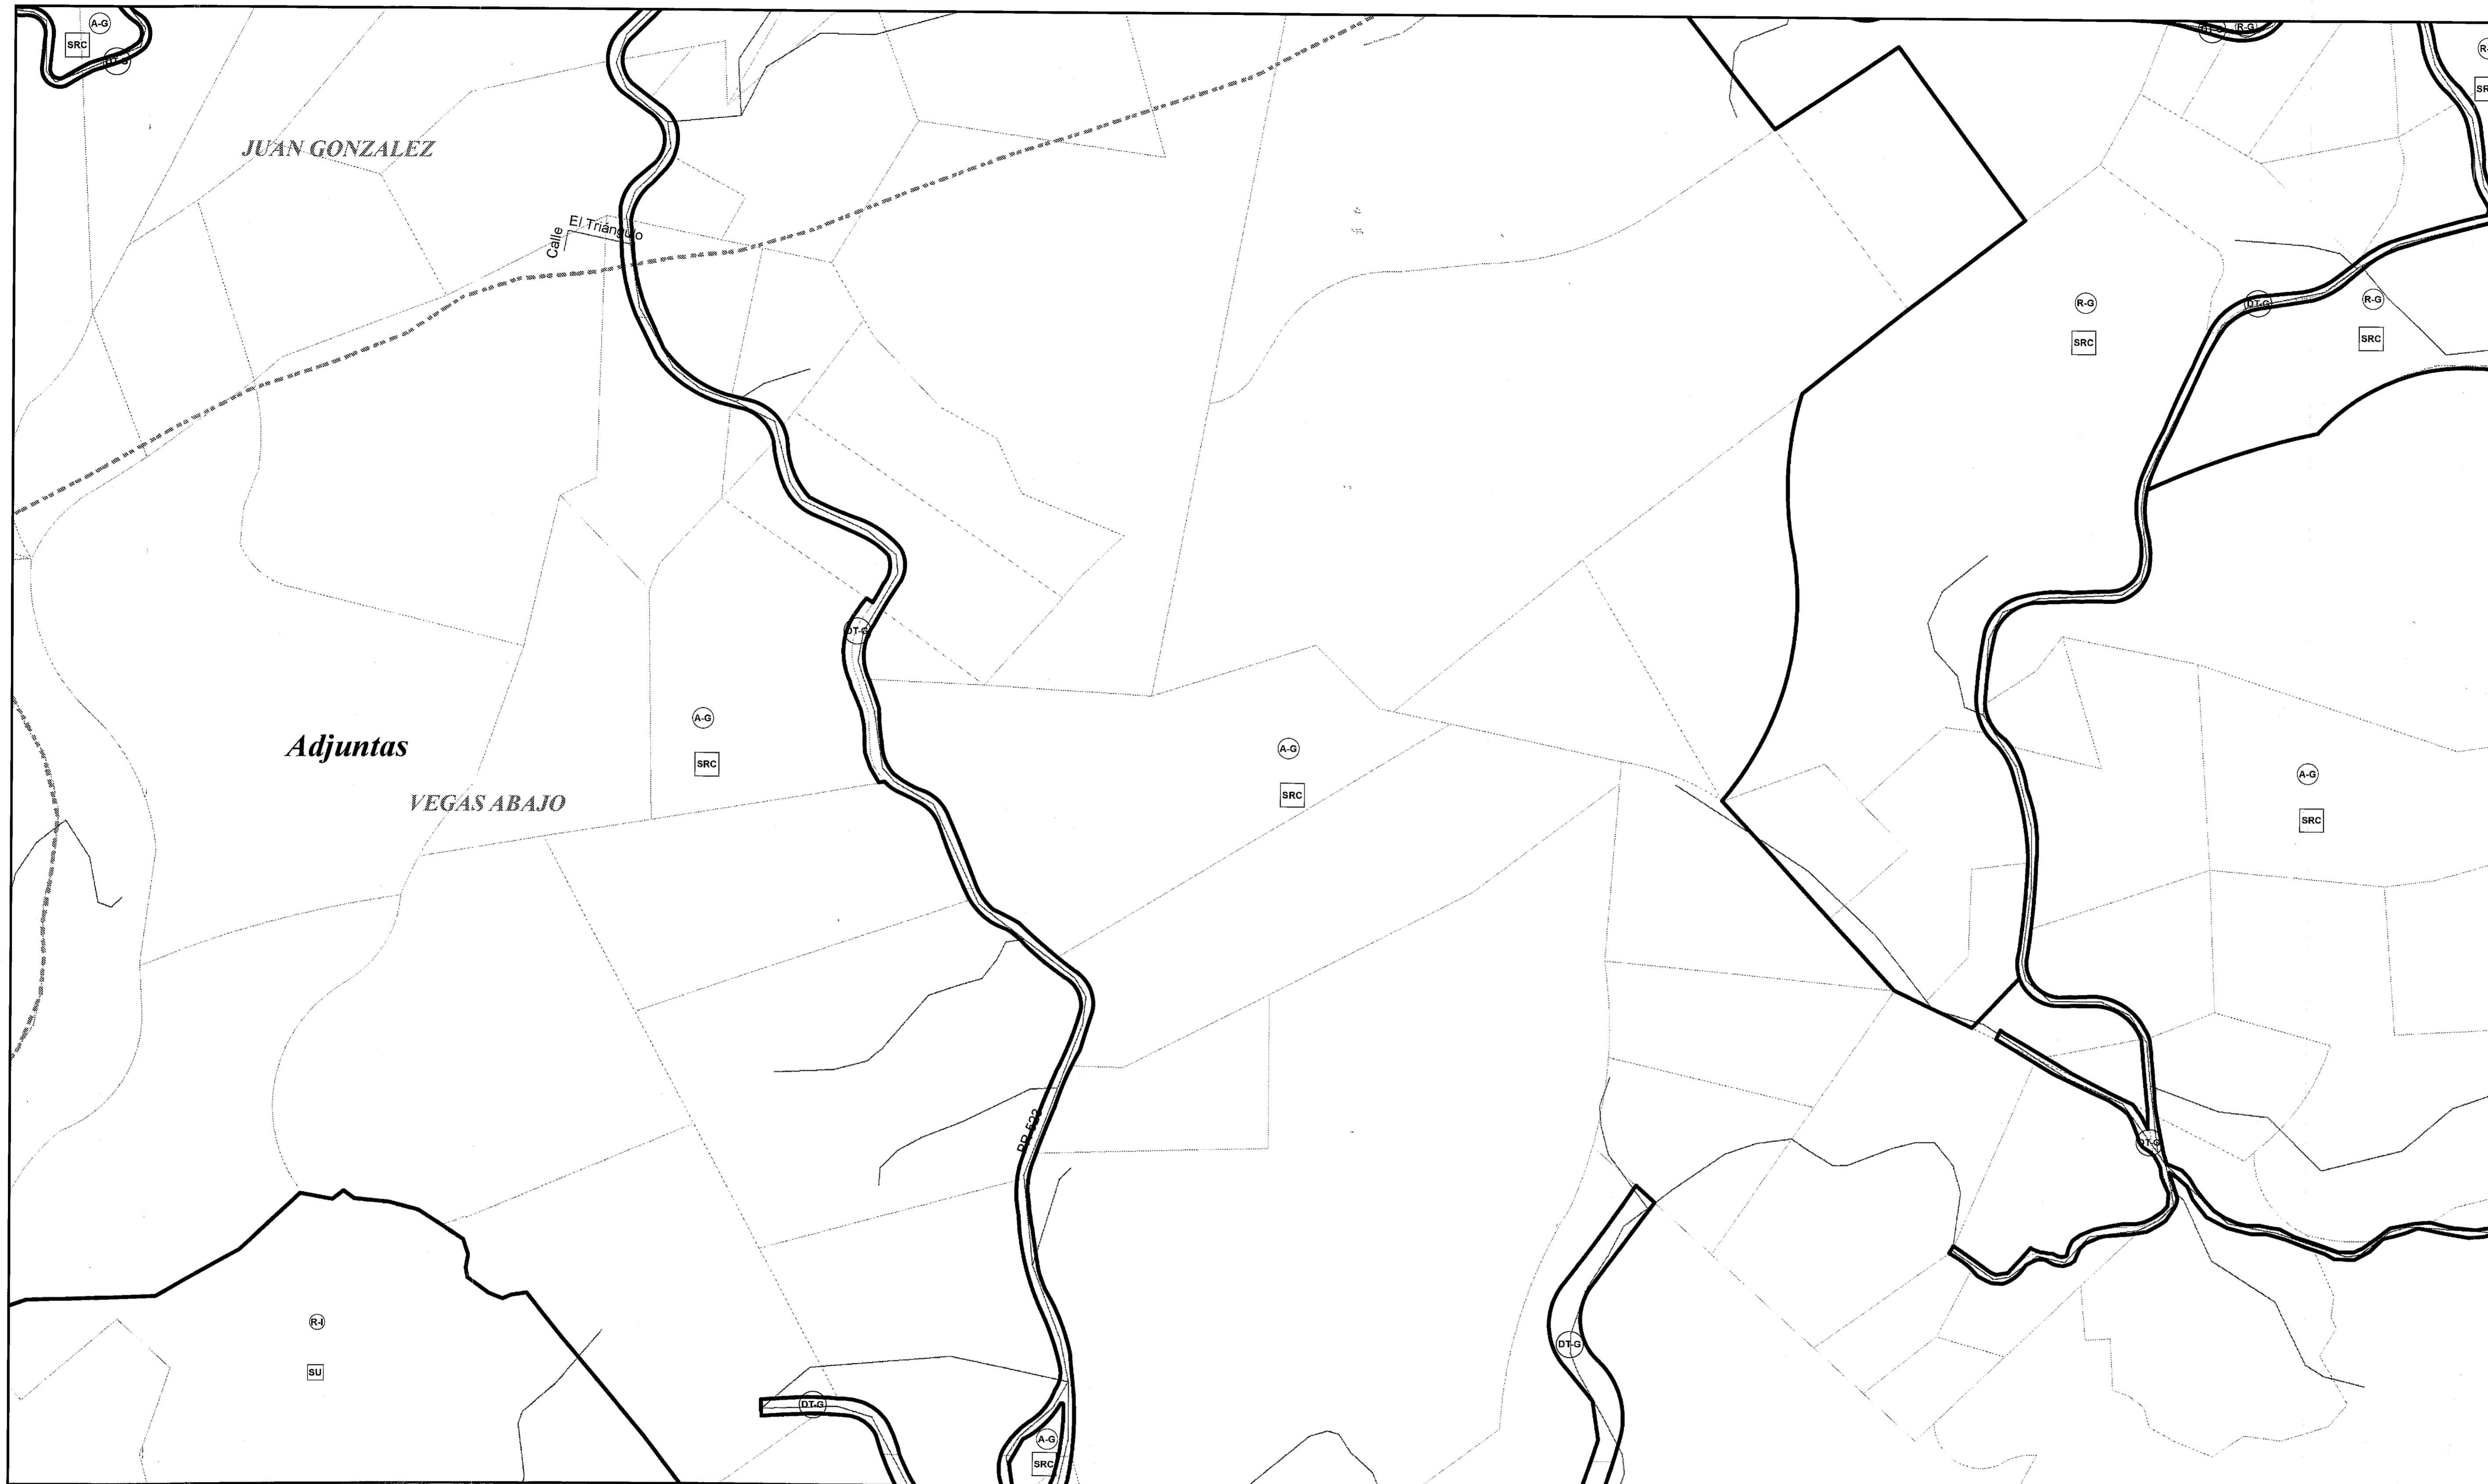 A-G
SRC
R-G
JUAN GONZALEZ
Calle El Triángulo
R-G
DT-G
R-G
SRC
SRC
DT-G
A-G
SRC
Adjuntas
VEGAS ABAJO
A-G
SRC
A-G
SRC
DT-G
R-I
SU
DT-G
DT-G
A-G
SRC